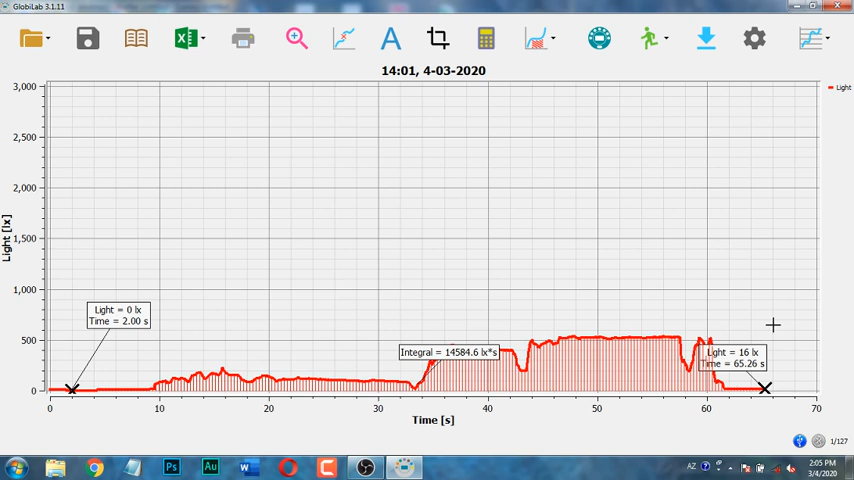 GlobiLab 3.1.11
14:01, 4-03-2020
3,000
2,500
2,000
1,500
1,000
500
0
Light [lx]
Light
Light = 0 lx
Time = 2.00 s
Integral = 14584.6 lx*s
Light = 16 lx
Time = 65.26 s
0 10 20 30 40 50 60 70
Time [s]
1/127
Ps
Au
W
AZ
2:05 PM
3/4/2020